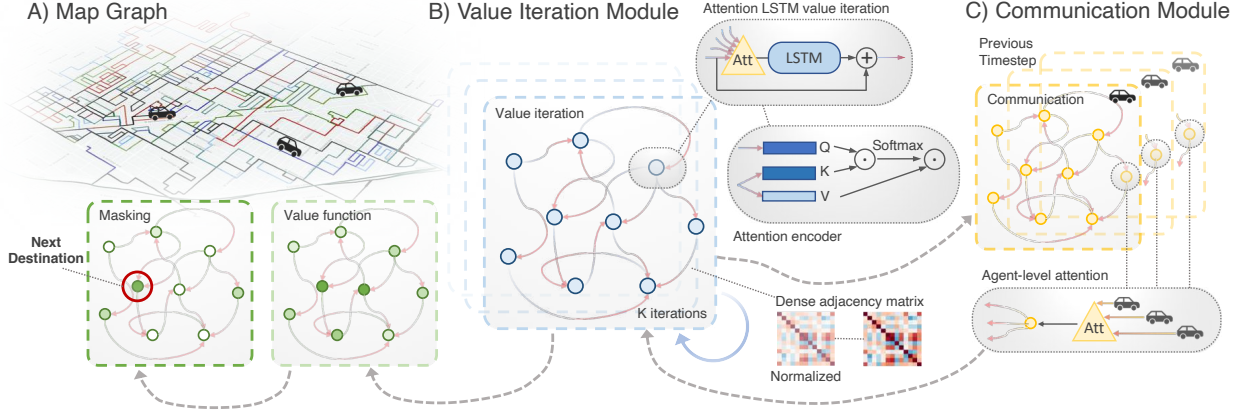 A) Map Graph
B) Value Iteration Module
C) Communication Module
Attention LSTM value iteration
Att
LSTM
+
Previous
Timestep
Communication
Value iteration
Q
K
V
Softmax
Attention encoder
Masking
Value function
Next
Destination
K iterations
Dense adjacency matrix
Normalized
Agent-level attention
Att